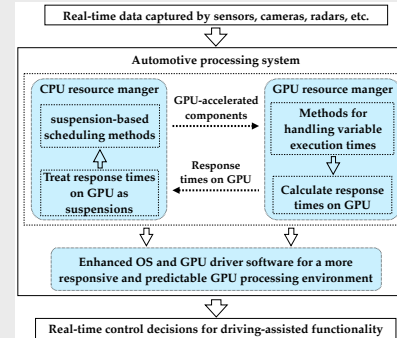 Real-time data captured by sensors, cameras, radars, etc.
Automotive processing system
CPU resource manger
suspension-based
scheduling methods
Treat response times
on GPU as
suspensions
GPU-accelerated
components
Response
times on GPU
GPU resource manger
Methods for
handling variable
execution times
Calculate response
times on GPU
Enhanced OS and GPU driver software for a more
responsive and predictable GPU processing environment
Real-time control decisions for driving-assisted functionality